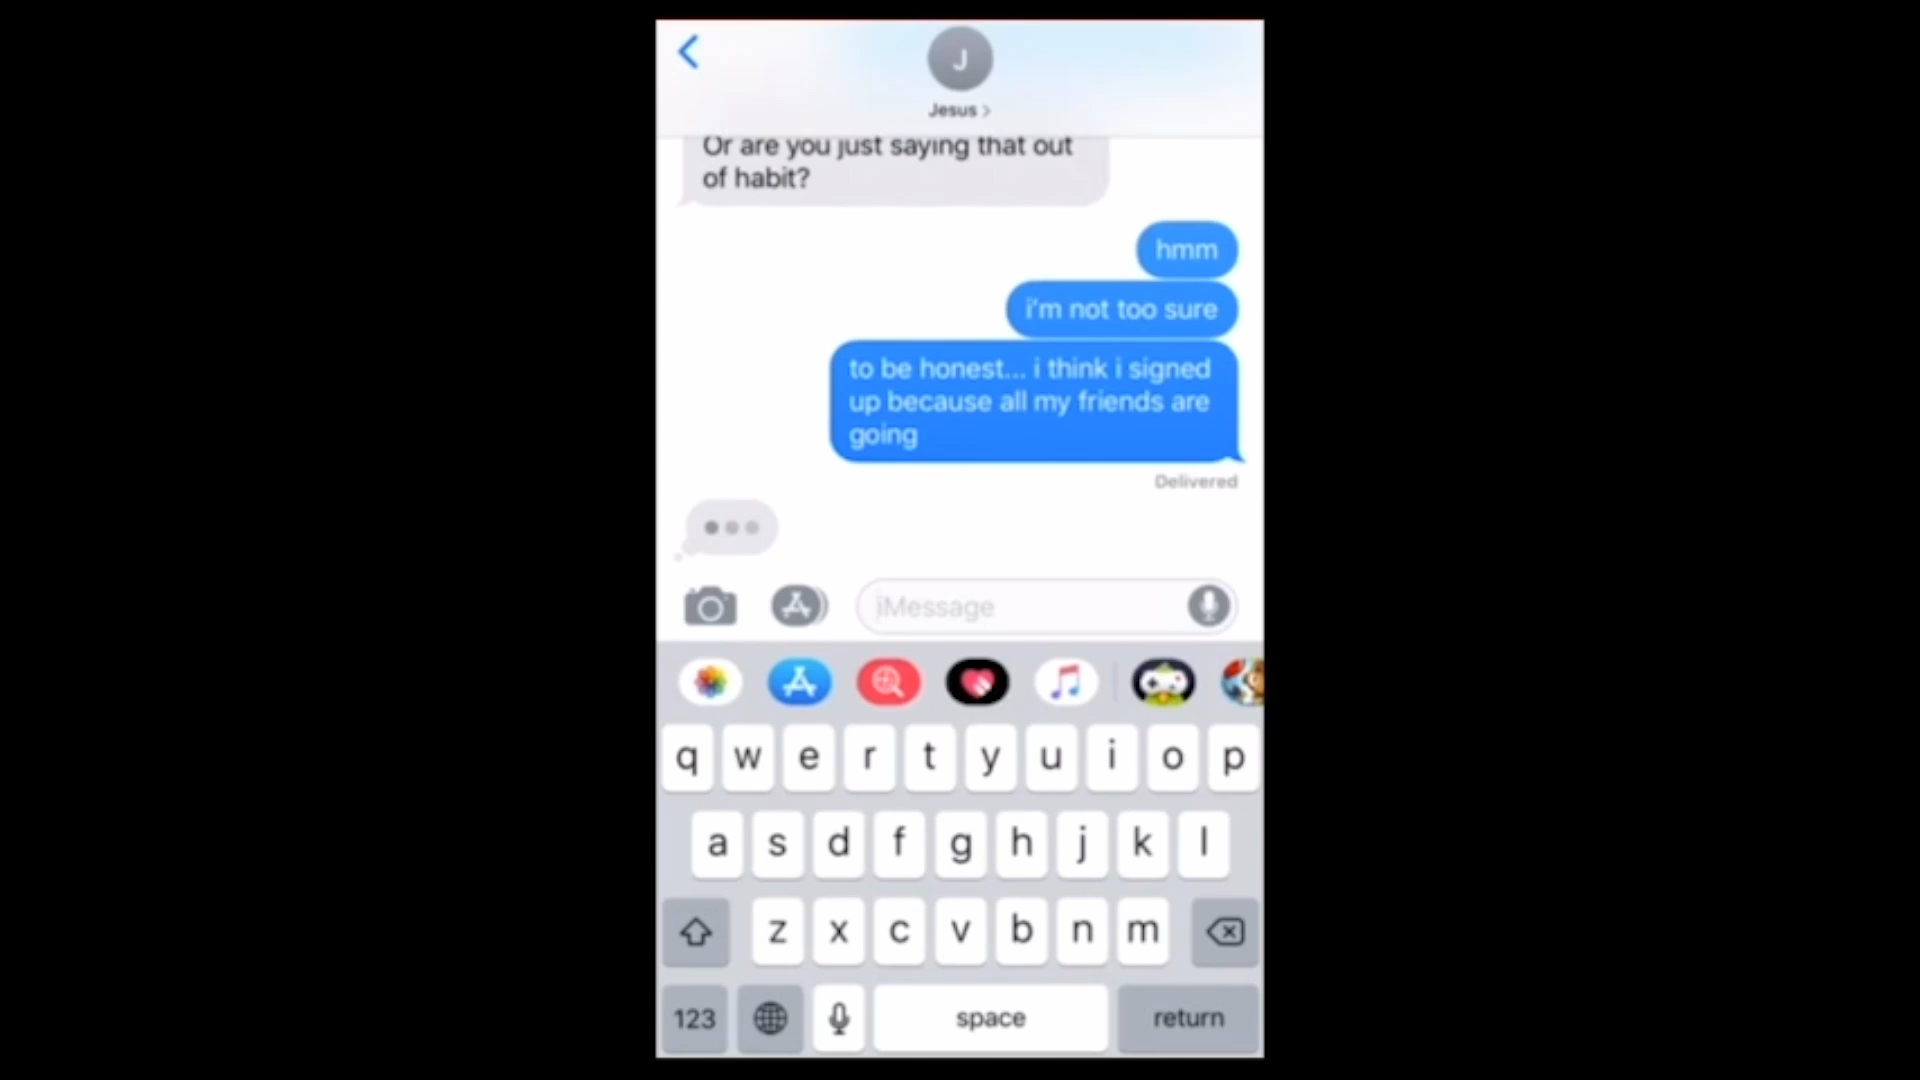 J
Jesus >
Or are you just saying that out
of habit?
hmm
i'm not too sure
to be honest... i think i signed
up because all my friends are
going
Delivered
iMessage
q w e r t y u i o p
a s d f g h j k l
z x c v b n m
123 space return